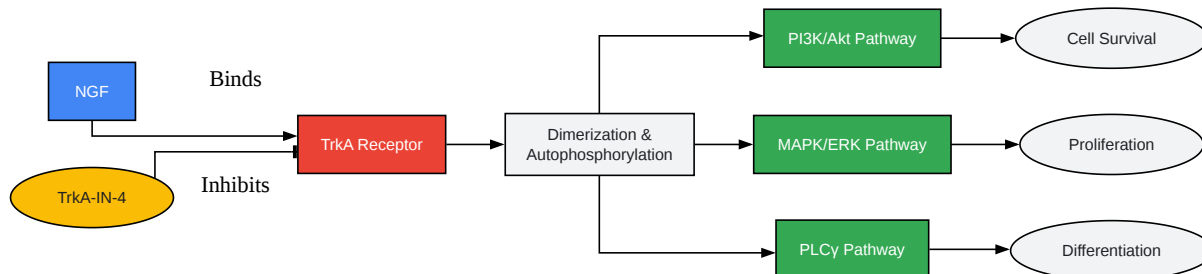 PI3K/Akt Pathway
Cell Survival
Binds
NGF
TrkA Receptor
Dimerization &
Autophosphorylation
MAPK/ERK Pathway
Proliferation
Inhibits
TrkA-IN-4
PLCγ Pathway
Differentiation